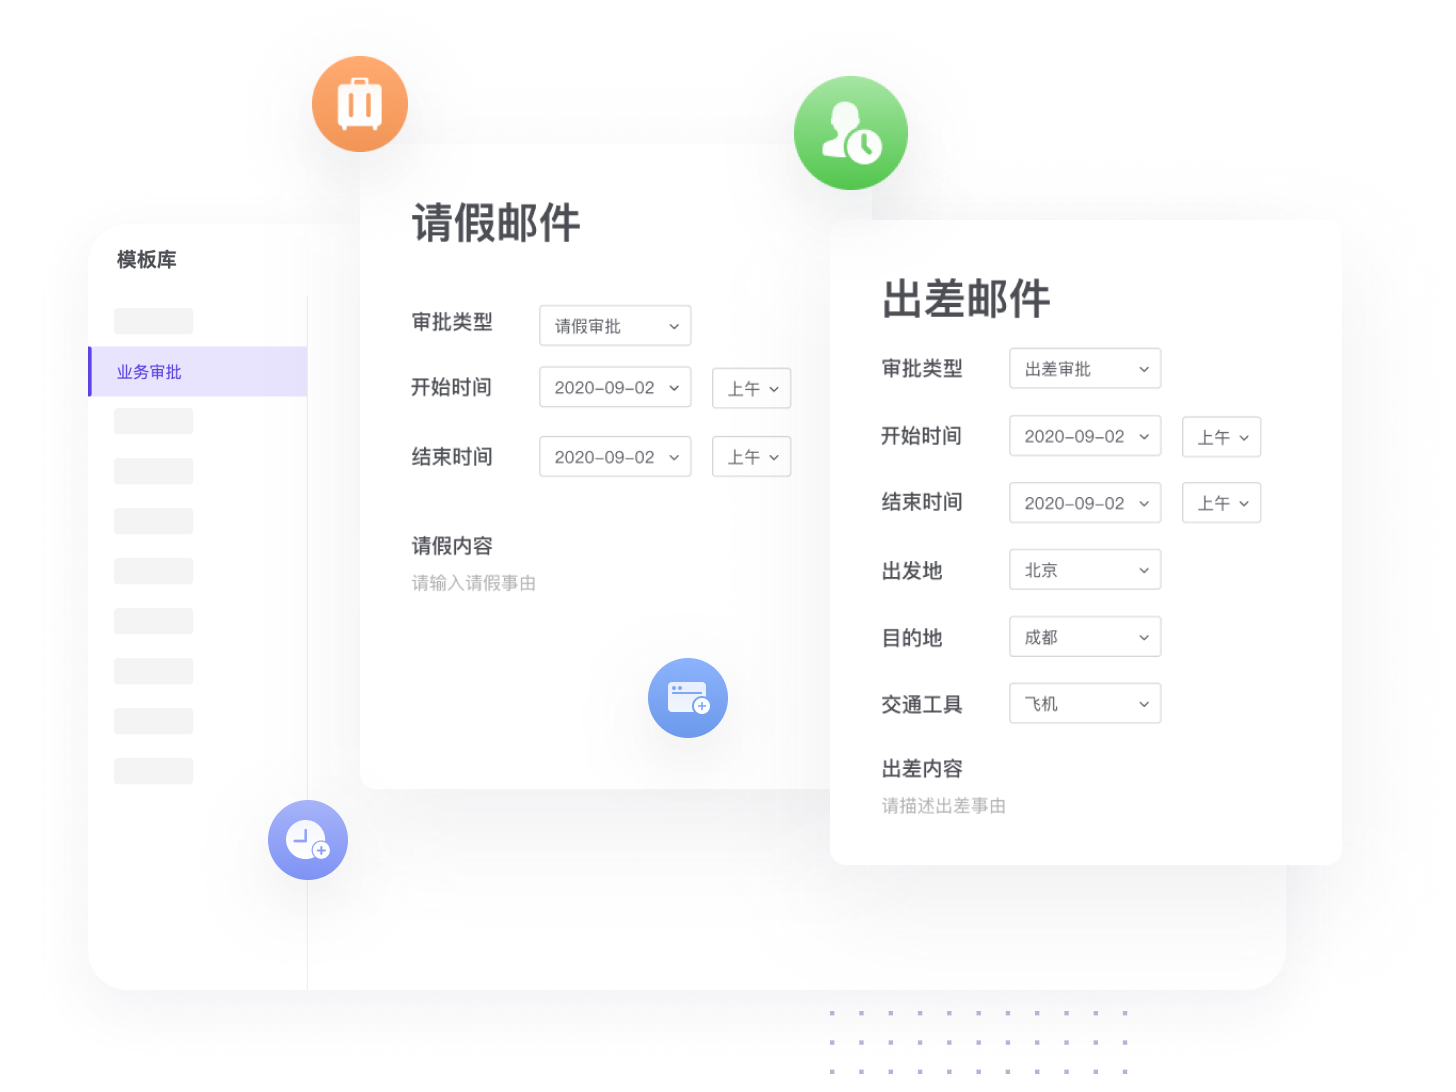 模板库
业务审批
请假邮件
审批类型 请假审批
开始时间 2020-09-02 上午
结束时间 2020-09-02 上午
请假内容
请输入请假事由
出差邮件
审批类型 出差审批
开始时间 2020-09-02 上午
结束时间 2020-09-02 上午
出发地 北京
目的地 成都
交通工具 飞机
出差内容
请描述出差事由